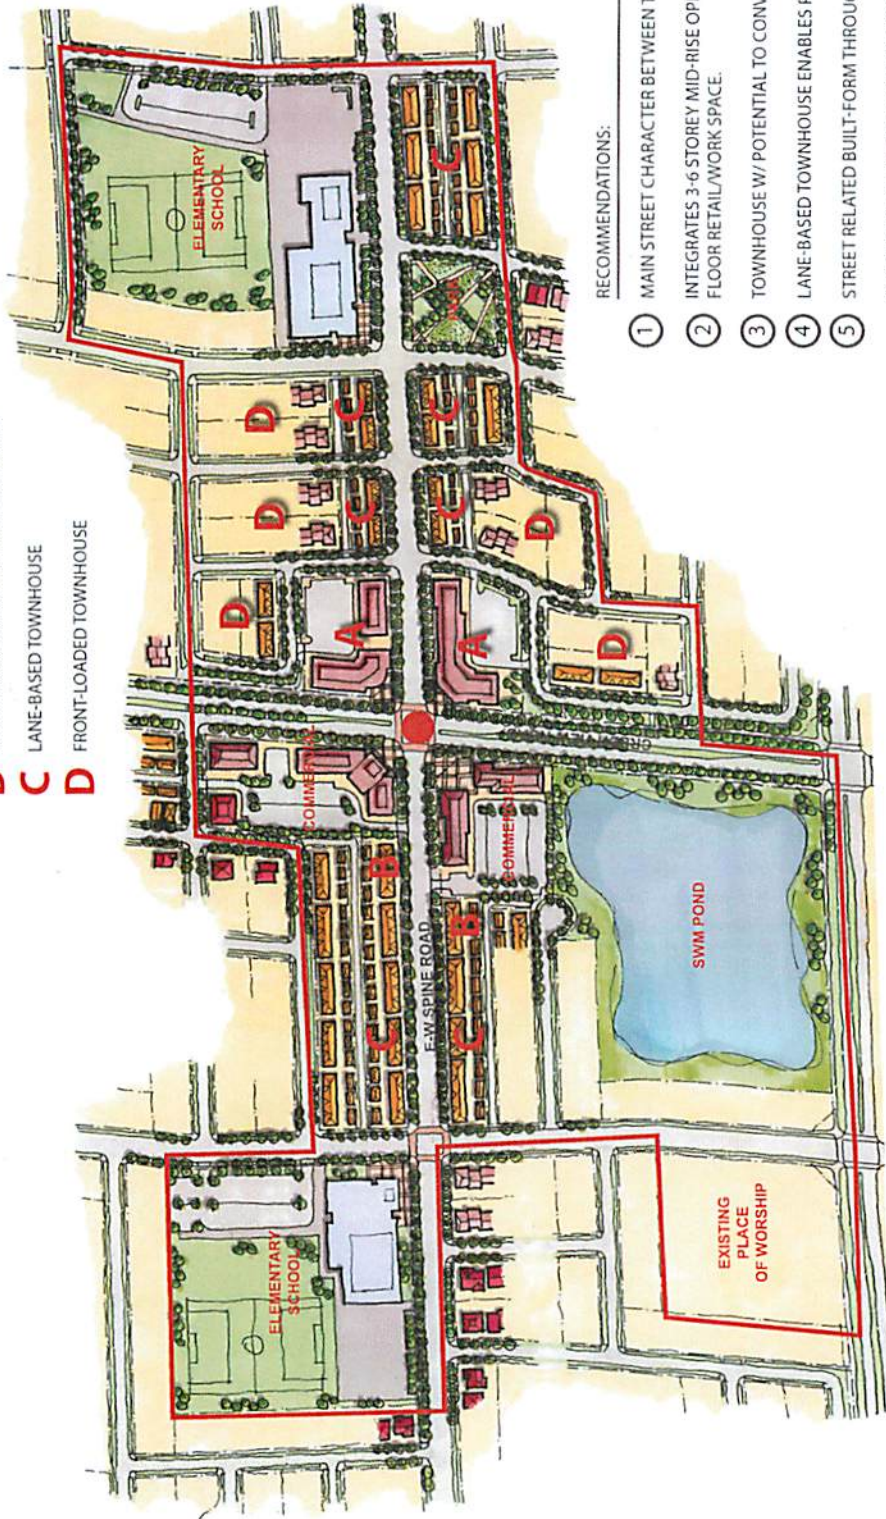 C LANE-BASED TOWNHOUSE
D FRONT-LOADED TOWNHOUSE
ELEMENTARY
SCHOOL
ELEMENTARY
SCHOOL
D
D
D
C
C
C
C
C
PARK
A
A
D
D
COMMERCIAL
COMMERCIAL
B
B
C
C
E-W SPINE ROAD
SWM POND
EXISTING
PLACE
OF WORSHIP
RECOMMENDATIONS:
1 MAIN STREET CHARACTER BETWEEN
2 INTEGRATES 3-6 STOREY MID-RISE
FLOOR RETAIL/WORK SPACE.
3 TOWNHOUSE W/ POTENTIAL TO
4 LANE-BASED TOWNHOUSE ENABLES
5 STREET RELATED BUILT-FORM